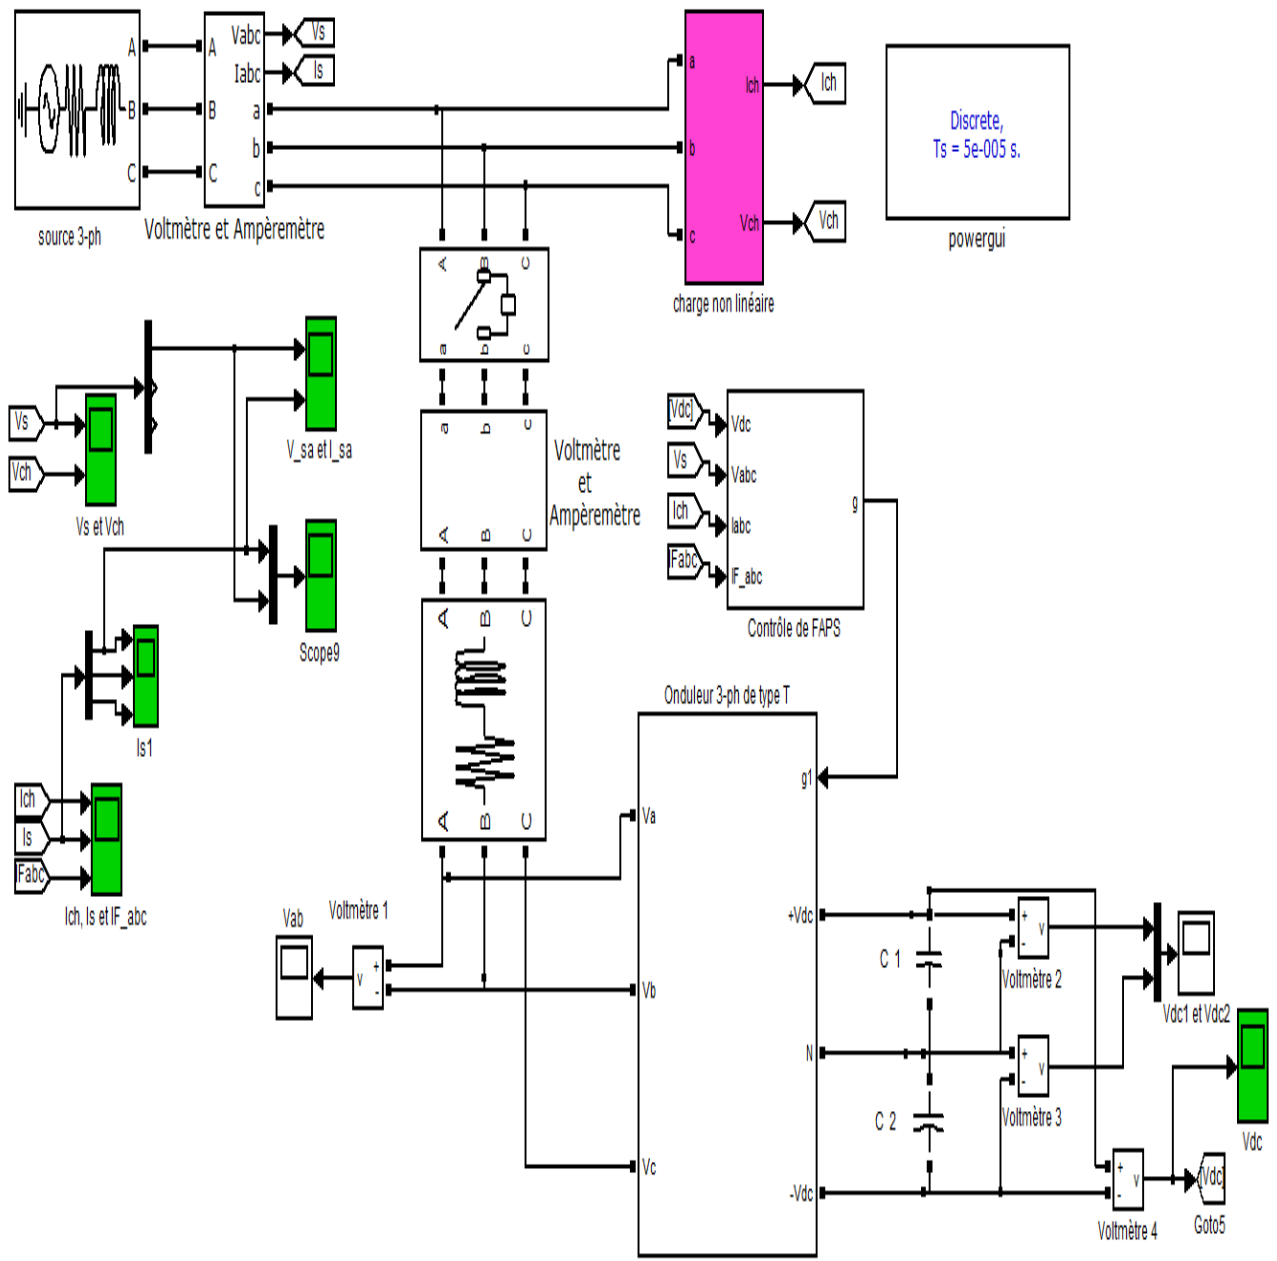 A
B
C
source 3-ph
A
B
C
Vabc
Iabc
a
b
c
Voltmètre et Ampèremètre
Vs
Is
a
b
c
Ich
Vch
charge non linéaire
Ich
Vch
Discrete,
Ts = 5e-005 s.
powergui
A
B
C
a
b
c
a
b
c
A
B
C
Voltmètre
et
Ampèremètre
A
B
C
A
B
C
Vs
Vch
Vs et Vch
V_sa et I_sa
Scope9
Is1
Ich
Is
IFabc
Ich, Is et IF_abc
[Vdc]
Vs
Ich
IFabc
Vdc
Vabc
Iabc
IF_abc
g
Contrôle de FAPS
Onduleur 3-ph de type T
g1
Va
Vb
Vc
+Vdc
N
-Vdc
Vab
Voltmètre 1
+
-
v
C 1
C 2
+
-
v
Voltmètre 2
+
-
v
Voltmètre 3
Vdc1 et Vdc2
Vdc
+
-
v
Voltmètre 4
[Vdc]
Goto5